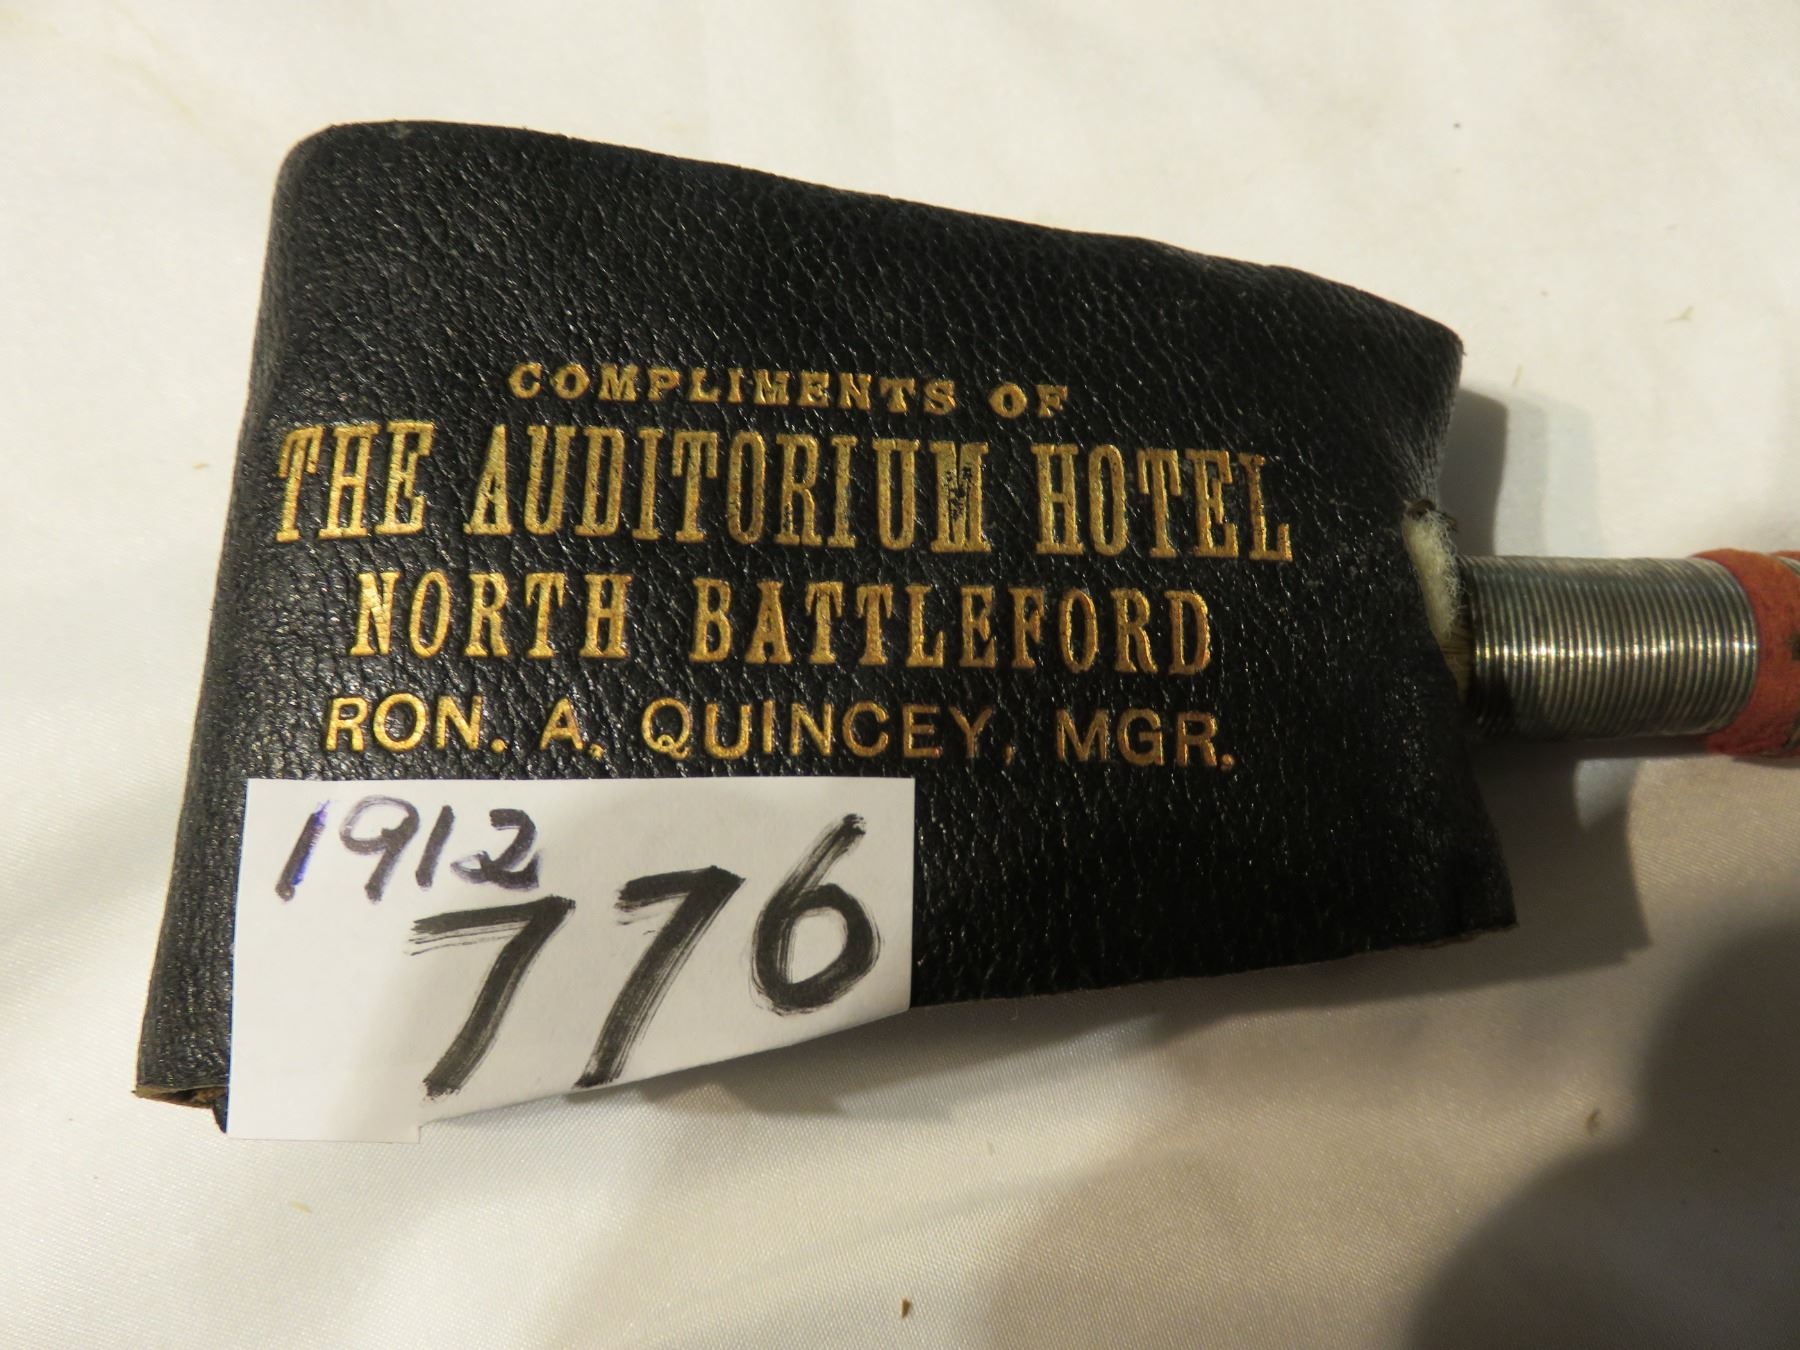 COMPLIMENTS OF
THE AUDITORIUM HOTEL
NORTH BATTLEFORD
RON. A. QUINCEY, MGR.
1912
776